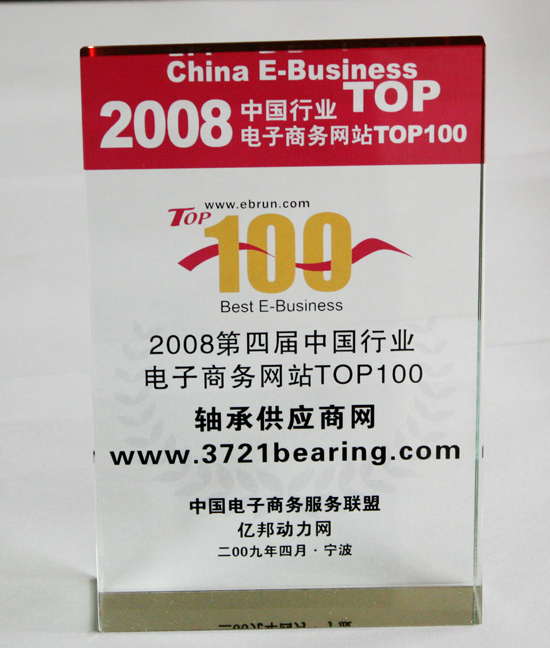 China E-Business
TOP
2008 中国行业
电子商务网站TOP100
www.ebrun.com
TOP
100
Best E-Business
2008第四届中国行业
电子商务网站TOP100
轴承供应商网
www.3721bearing.com
中国电子商务服务联盟
亿邦动力网
二00九年四月·宁波